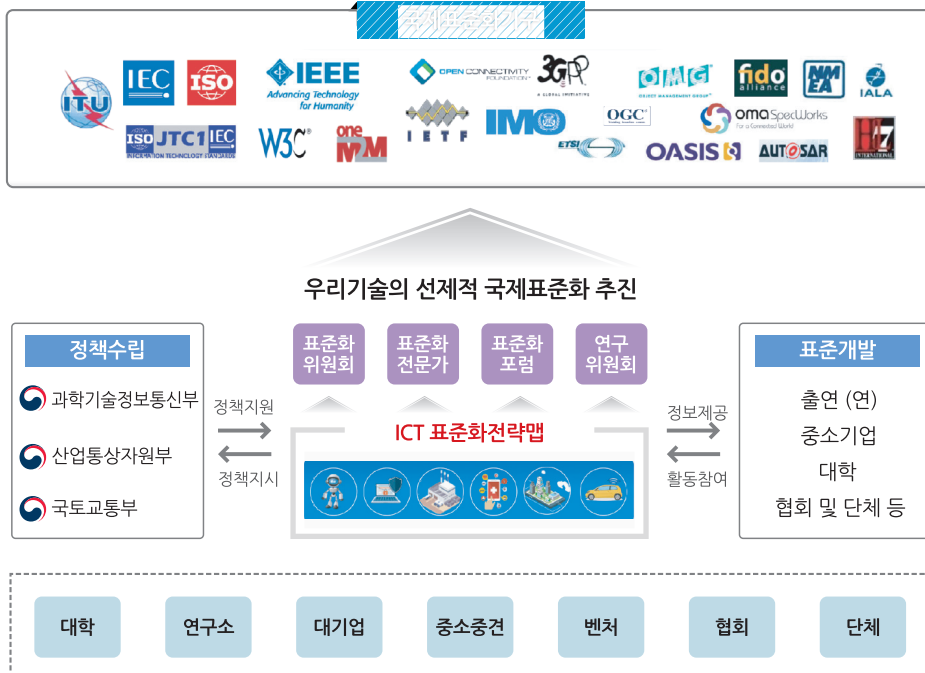 국제표준화기구
ITU
IEC
ISO
IEEE
Advancing Technology
for Humanity
OPEN CONNECTIVITY
FOUNDATION
3GPP
A GLOBAL INITIATIVE
OMG
OBJECT MANAGEMENT GROUP
fido
alliance
NMEA
IALA
ISO JTC1 IEC
INFORMATION TECHNOLOGY STANDARDS
W3C®
oneM2M
IETF
IMO
OGC
ETSI
oma SpecWorks
For a Connected World
OASIS
AUTOSAR
HL7
INTERNATIONAL
우리기술의 선제적 국제표준화 추진
정책수립
과학기술정보통신부
산업통상자원부
국토교통부
정책지원
정책지시
표준화
위원회
표준화
전문가
표준화
포럼
연구
위원회
ICT 표준화전략맵
정보제공
활동참여
표준개발
출연 (연)
중소기업
대학
협회 및 단체 등
대학
연구소
대기업
중소중견
벤처
협회
단체